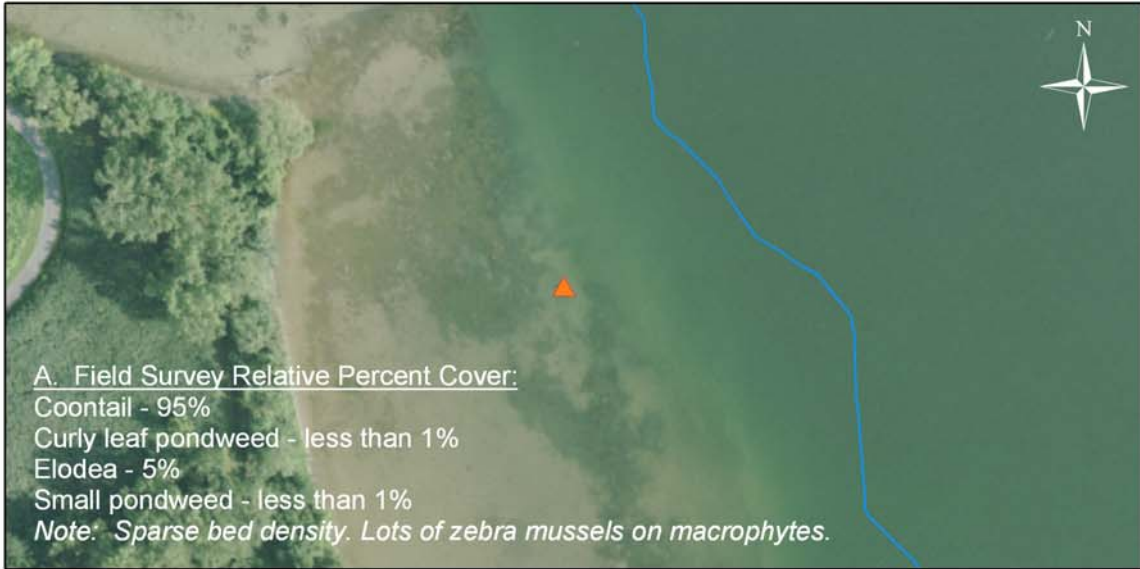 N
A. Field Survey Relative Percent Cover:
Coontail - 95%
Curly leaf pondweed - less than 1%
Elodea - 5%
Small pondweed - less than 1%
Note: Sparse bed density. Lots of zebra mussels on macrophytes.